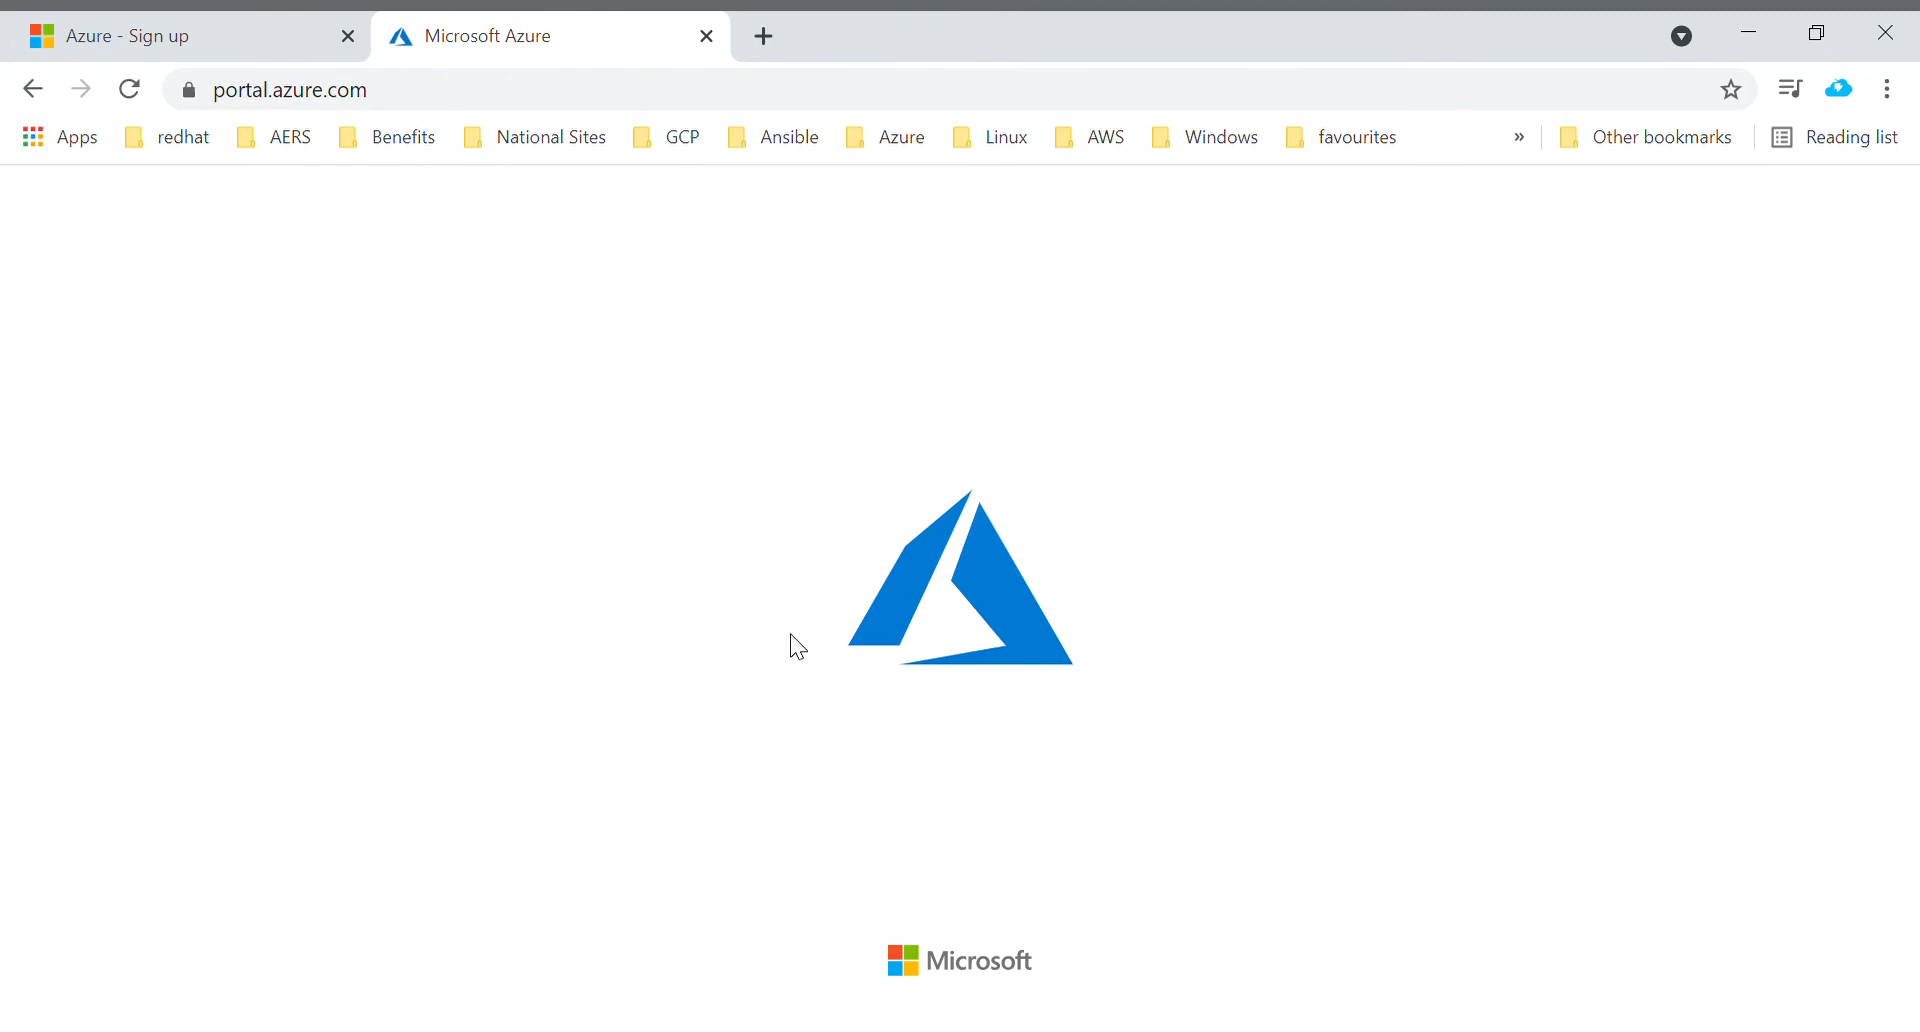 Azure - Sign up Microsoft Azure
portal.azure.com
Apps redhat AERS Benefits National Sites GCP Ansible Azure Linux AWS Windows favourites » Other bookmarks Reading list
Microsoft